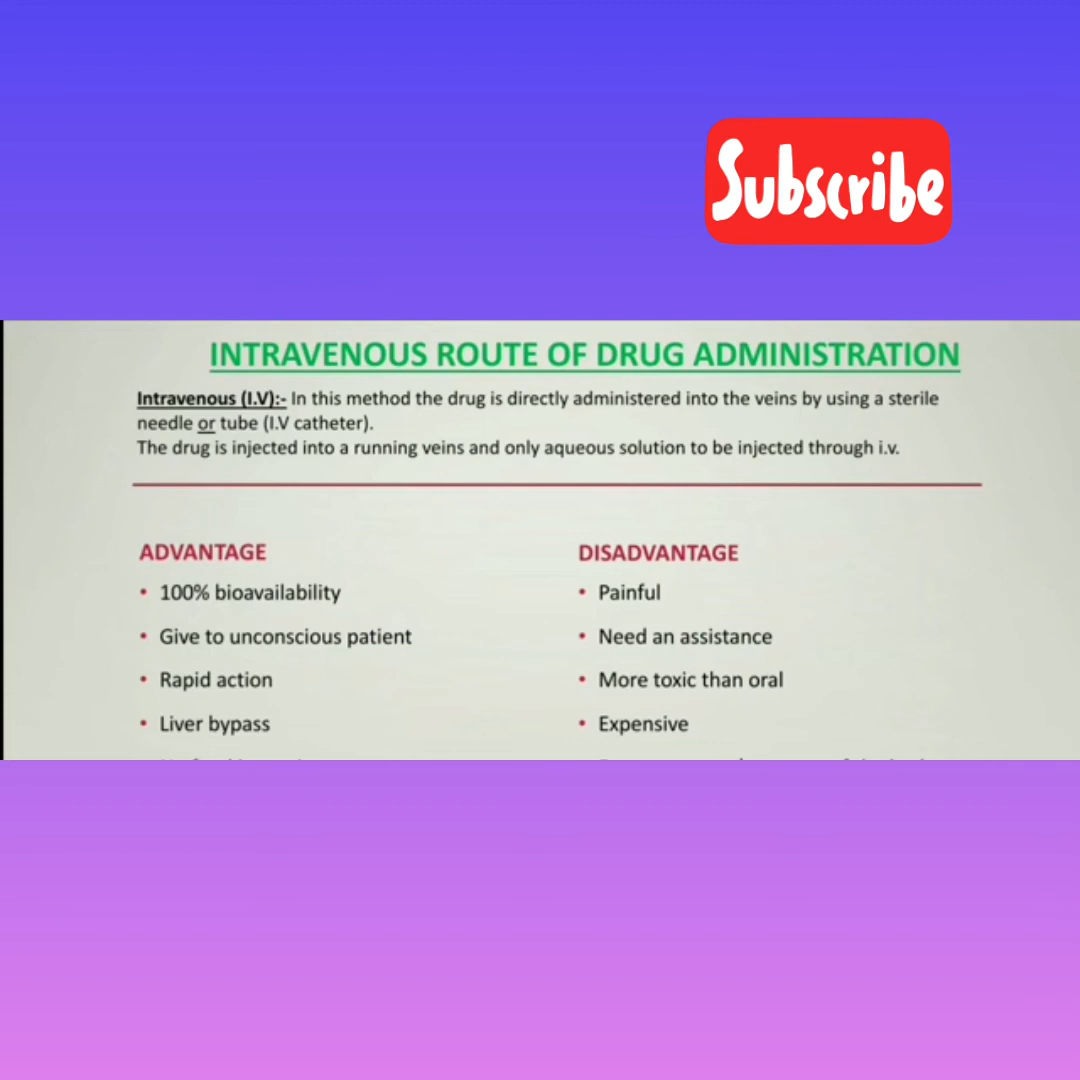 Subscribe
INTRAVENOUS ROUTE OF DRUG ADMINISTRATION
Intravenous (I.V):- In this method the drug is directly administered into the veins by using a sterile
needle or tube (I.V catheter).
The drug is injected into a running veins and only aqueous solution to be injected through i.v.
ADVANTAGE
• 100% bioavailability
• Give to unconscious patient
• Rapid action
• Liver bypass
DISADVANTAGE
• Painful
• Need an assistance
• More toxic than oral
• Expensive